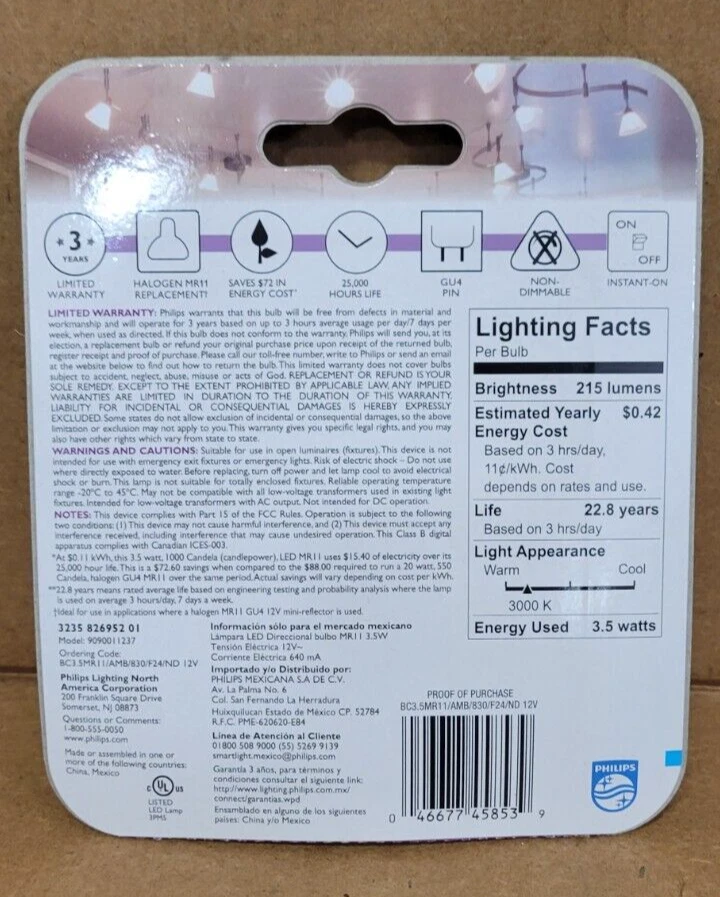 * 3 *
YEARS
LIMITED
WARRANTY
HALOGEN MR11
REPLACEMENT†
SAVES $72 IN
ENERGY COST*
25,000
HOURS LIFE
GU4
PIN
NON-
DIMMABLE
ON
OFF
INSTANT-ON
LIMITED WARRANTY: Philips warrants that this bulb will be free from defects in material and
workmanship and will operate for 3 years based on up to 3 hours average usage per day/7 days per
week, when used as directed. If this bulb does not conform to the warranty, Philips will send you, at its
election, a replacement bulb or refund your original purchase price upon receipt of the returned bulb,
register receipt and proof of purchase. Please call our toll-free number, write to Philips or send an email
at the website below to find out how to return the bulb. This limited warranty does not cover bulbs
subject to accident, neglect, abuse, misuse or acts of God. REPLACEMENT OR REFUND IS YOUR
SOLE REMEDY. EXCEPT TO THE EXTENT PROHIBITED BY APPLICABLE LAW, ANY IMPLIED
WARRANTIES ARE LIMITED IN DURATION TO THE DURATION OF THIS WARRANTY.
LIABILITY FOR INCIDENTAL OR CONSEQUENTIAL DAMAGES IS HEREBY EXPRESSLY
EXCLUDED. Some states do not allow exclusion of incidental or consequential damages, so the above
limitation or exclusion may not apply to you. This warranty gives you specific legal rights, and you may
also have other rights which vary from state to state.
WARNINGS AND CAUTIONS: Suitable for use in open luminaires (fixtures). This device is not
intended for use with emergency exit fixtures or emergency lights. Risk of electric shock – Do not use
where directly exposed to water. Before replacing, turn off power and let lamp cool to avoid electrical
shock or burn. This lamp is not suitable for totally enclosed fixtures. Reliable operating temperature
range -20°C to 45°C. May not be compatible with all low-voltage transformers used in existing light
fixtures. Intended for low-voltage transformers with AC output. Not intended for DC operation.
NOTES: This device complies with Part 15 of the FCC Rules. Operation is subject to the following
two conditions: (1) This device may not cause harmful interference, and (2) This device must accept any
interference received, including interference that may cause undesired operation. This Class B digital
apparatus complies with Canadian ICES-003.
*At $0.11 kWh, this 3.5 watt, 1000 Candela (candlepower), LED MR11 uses $15.40 of electricity over its
25,000 hour life. This is a $72.60 savings when compared to the $88.00 required to run a 20 watt, 550
Candela, halogen GU4 MR11 over the same period. Actual savings will vary depending on cost per kWh.
**22.8 years means rated average life based on engineering testing and probability analysis where the lamp
is used on average 3 hours/day, 7 days a week.
†Ideal for use in applications where a halogen MR11 GU4 12V mini-reflector is used.
Lighting Facts
Per Bulb
Brightness 215 lumens
Estimated Yearly $0.42
Energy Cost
Based on 3 hrs/day,
11¢/kWh. Cost
depends on rates and use.
Life 22.8 years
Based on 3 hrs/day
Light Appearance
Warm Cool
3000 K
Energy Used 3.5 watts
3235 826952 01
Model: 9090011237
Ordering Code:
BC3.5MR11/AMB/830/F24/ND 12V
Philips Lighting North
America Corporation
200 Franklin Square Drive
Somerset, NJ 08873
Questions or Comments:
1-800-555-0050
www.philips.com
Made or assembled in one or
more of the following countries:
China, Mexico
c UL us
LISTED
LED Lamp
3PMS
Información sólo para el mercado mexicano
Lámpara LED Direccional bulbo MR11 3.5W
Tensión Eléctrica 12V~
Corriente Eléctrica 640 mA
Importado y/o Distribuido por:
PHILIPS MEXICANA S.A DE C.V.
Av. La Palma No. 6
Col. San Fernando La Herradura
Huixquilucan Estado de México CP. 52784
R.F.C. PME-620620-E84
Línea de Atención al Cliente
01800 508 9000 (55) 5269 9139
smartlight.mexico@philips.com
Garantía 3 años, para términos y
condiciones consultar el siguiente link:
http://www.lighting.philips.com.mx/
connect/garantias.wpd
Ensamblado en alguno de los siguientes
países: China y/o Mexico
PROOF OF PURCHASE
BC3.5MR11/AMB/830/F24/ND 12V
0 46677 45853 9
PHILIPS